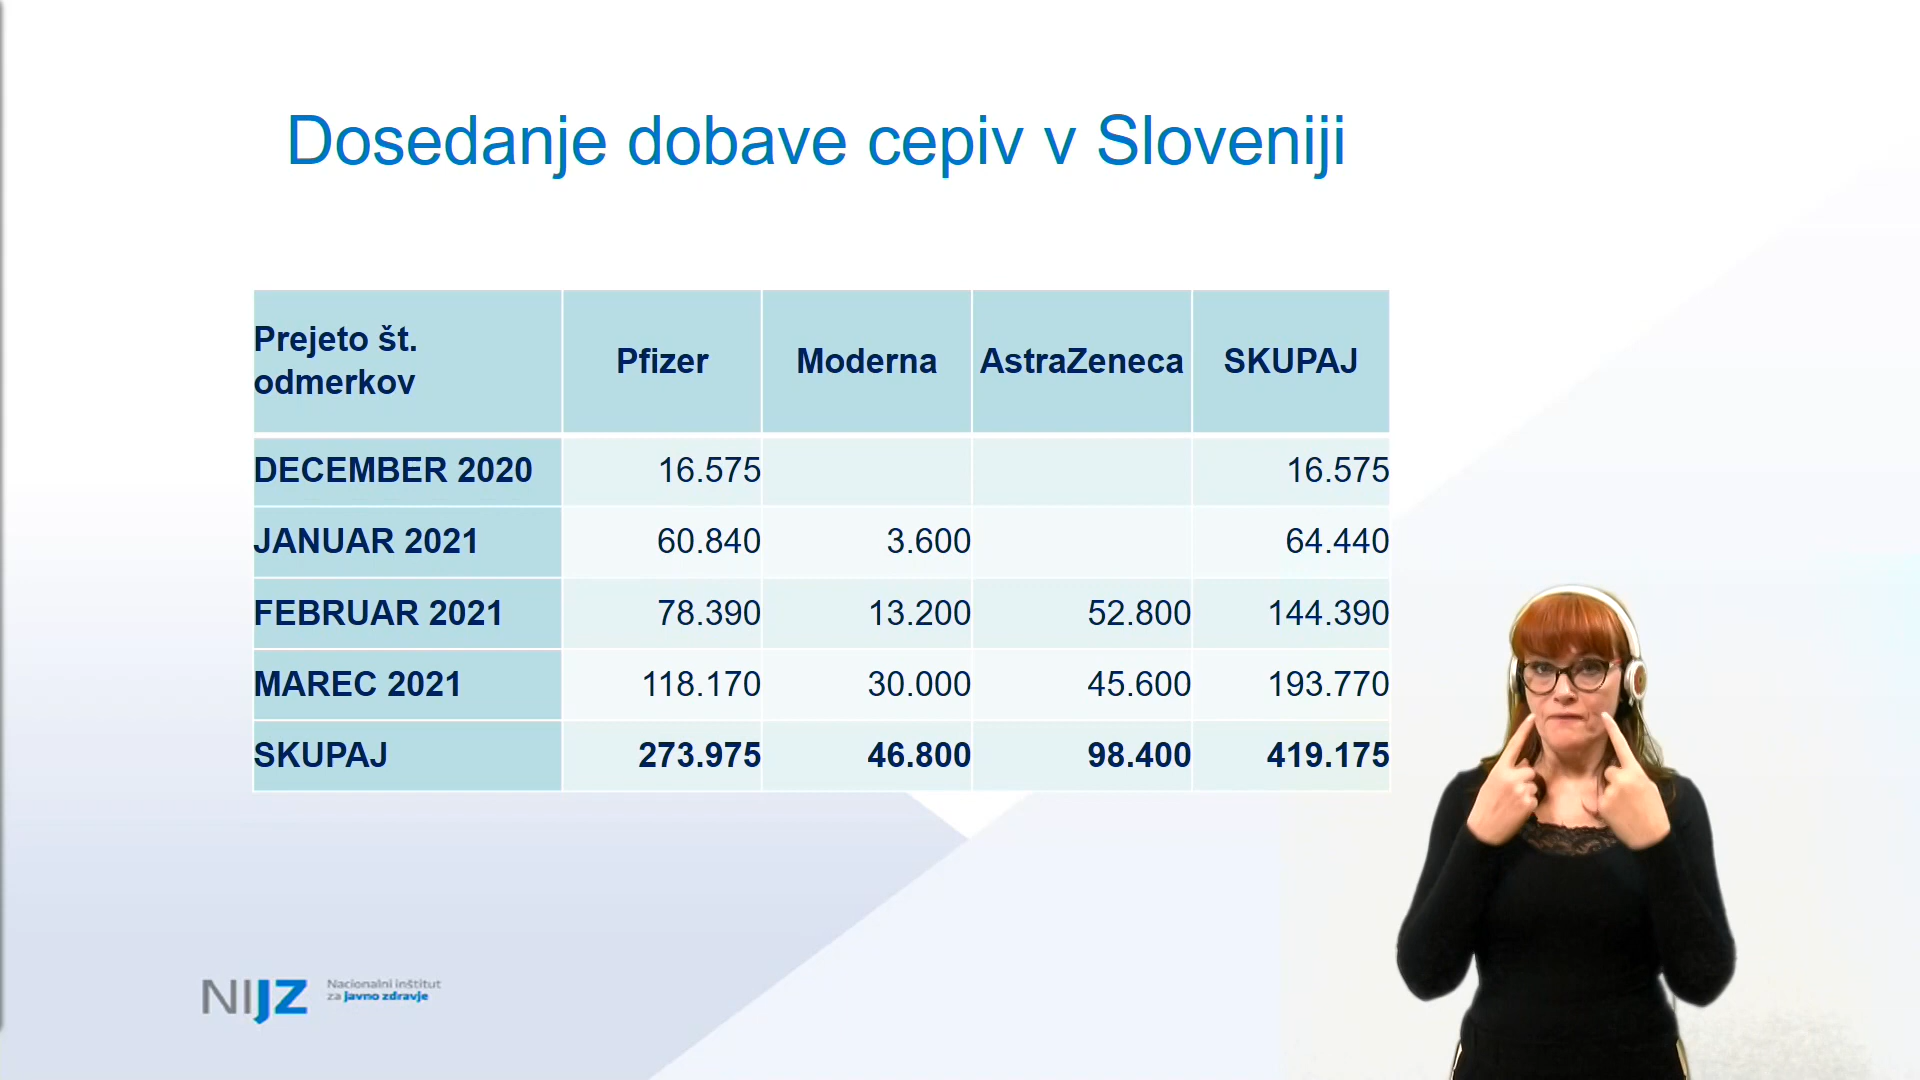 Dosedanje dobave cepiv v Sloveniji
Prejeto št.
odmerkov
Pfizer
Moderna
AstraZeneca
SKUPAJ
DECEMBER 2020 16.575 16.575
JANUAR 2021 60.840 3.600 64.440
FEBRUAR 2021 78.390 13.200 52.800 144.390
MAREC 2021 118.170 30.000 45.600 193.770
SKUPAJ 273.975 46.800 98.400 419.175
NIJZ
Nacionalni inštitut
za javno zdravje